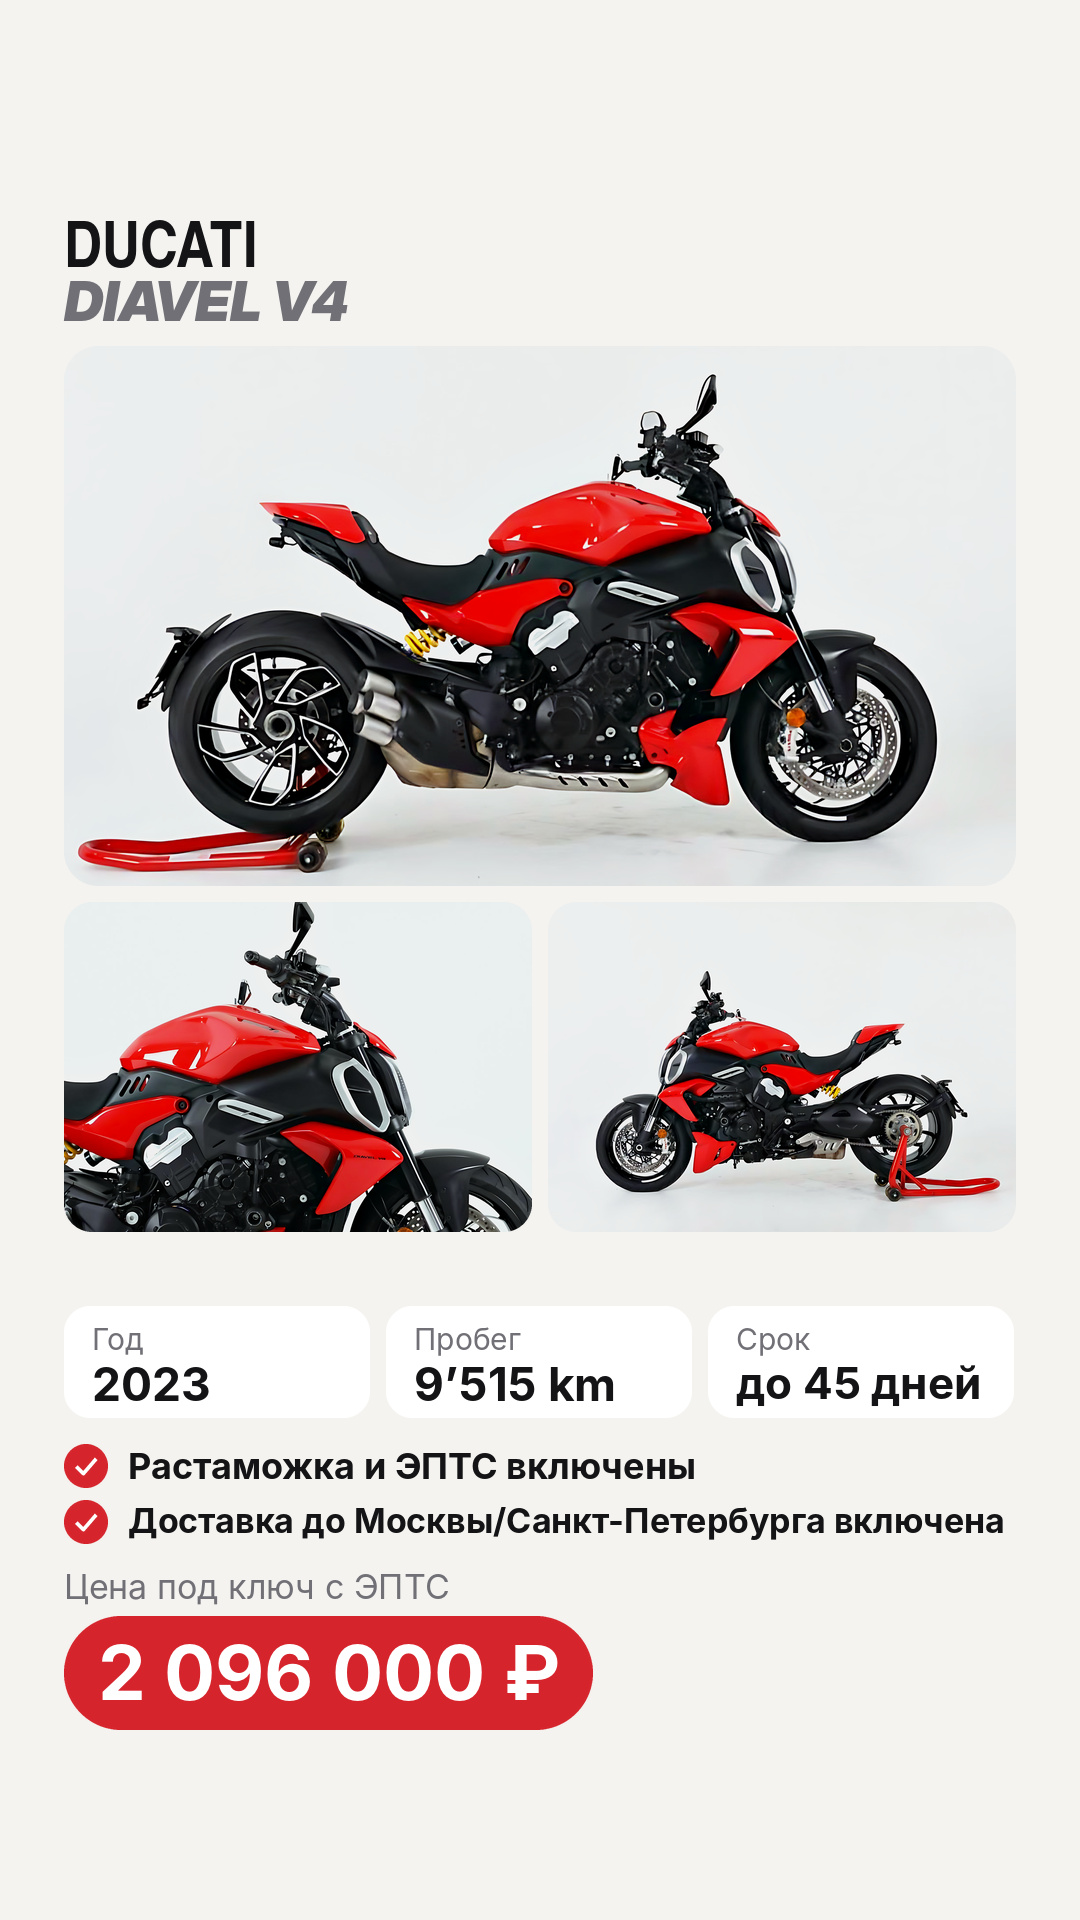 DUCATI
DIAVEL V4
Год
2023
Пробег
9’515 km
Срок
до 45 дней
Растаможка и ЭПТС включены
Доставка до Москвы/Санкт-Петербурга включена
Цена под ключ с ЭПТС
2 096 000 ₽